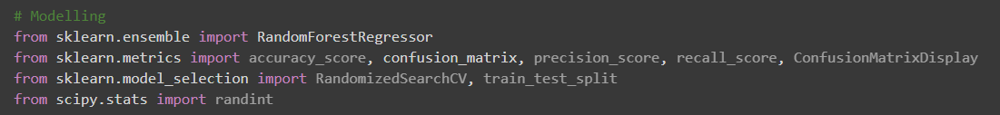 # Modelling
from sklearn.ensemble import RandomForestRegressor
from sklearn.metrics import accuracy_score, confusion_matrix, precision_score, recall_score, ConfusionMatrixDisplay
from sklearn.model_selection import RandomizedSearchCV, train_test_split
from scipy.stats import randint